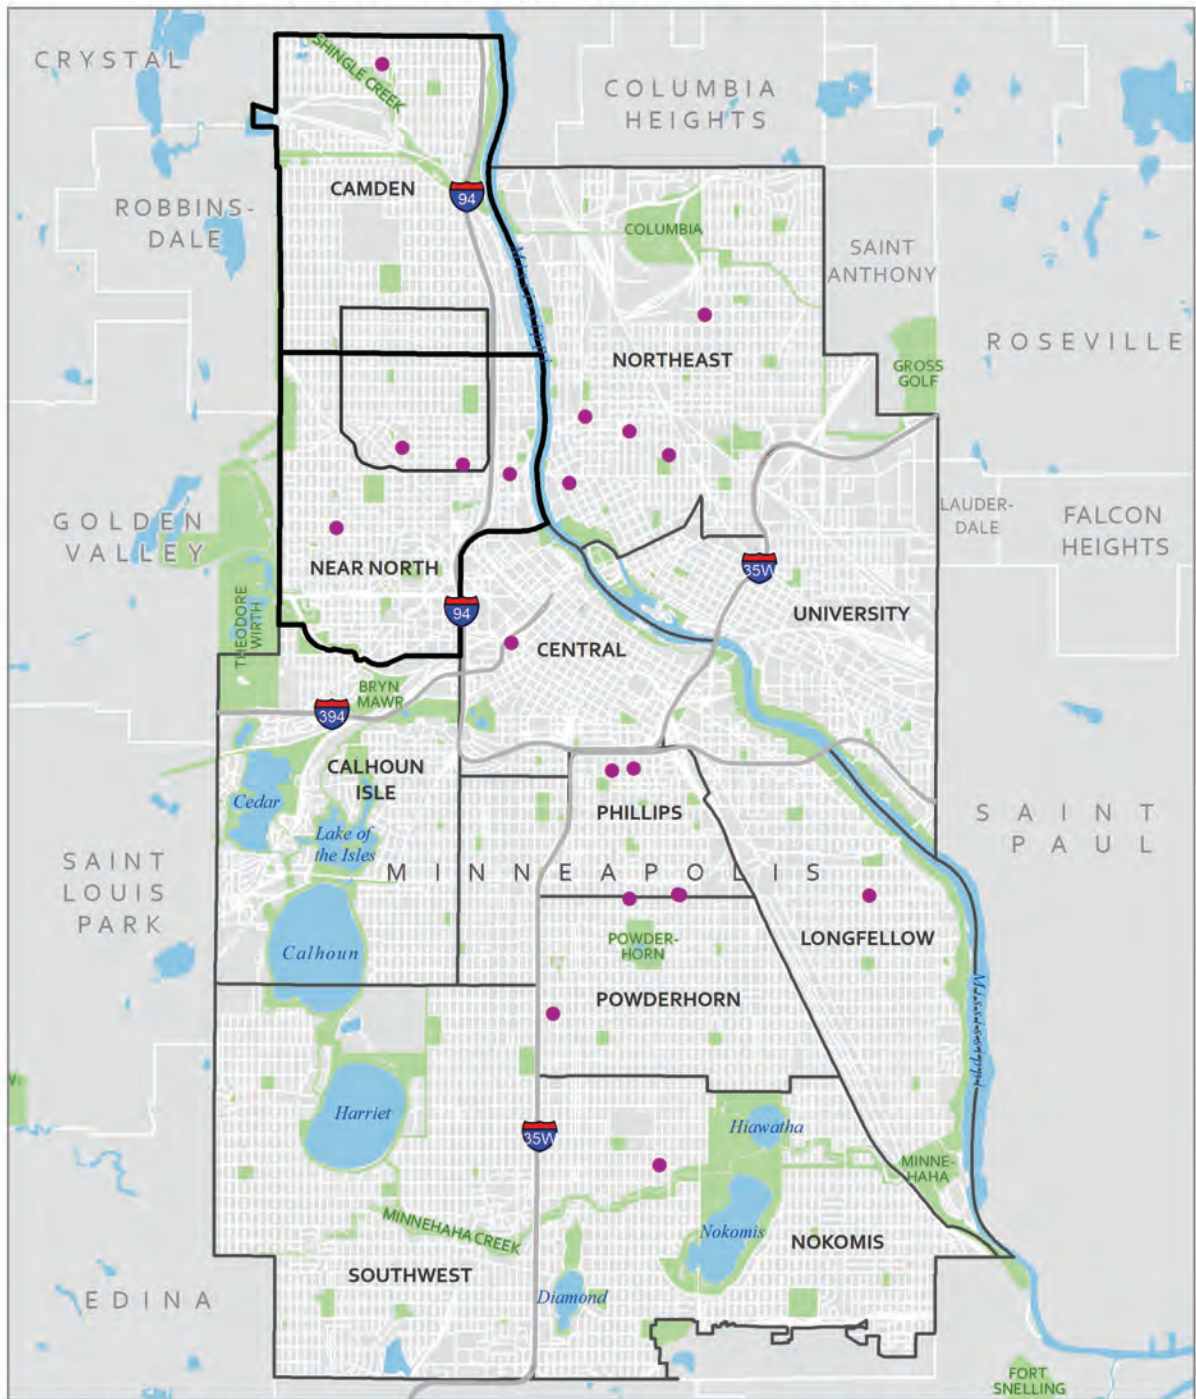 CRYSTAL
SHINGLE CREEK
COLUMBIA
HEIGHTS
CAMDEN
94
ROBBINS-
DALE
COLUMBIA
SAINT
ANTHONY
Mississippi
ROSEVILLE
NORTHEAST
GROSS
GOLF
GOLDEN
VALLEY
LAUDER-
DALE
FALCON
HEIGHTS
NEAR NORTH
35W
94
THEODORE
WIRTH
UNIVERSITY
CENTRAL
BRYN
MAWR
394
CALHOUN
ISLE
Cedar
Lake of
the Isles
PHILLIPS
SAINT
PAUL
SAINT
LOUIS
PARK
MINNEAPOLIS
Calhoun
POWDER-
HORN
LONGFELLOW
POWDERHORN
Mississippi
Harriet
35W
Hiawatha
MINNE-
HAHA
MINNEHAHA CREEK
Nokomis
NOKOMIS
SOUTHWEST
EDINA
Diamond
FORT
SNELLING